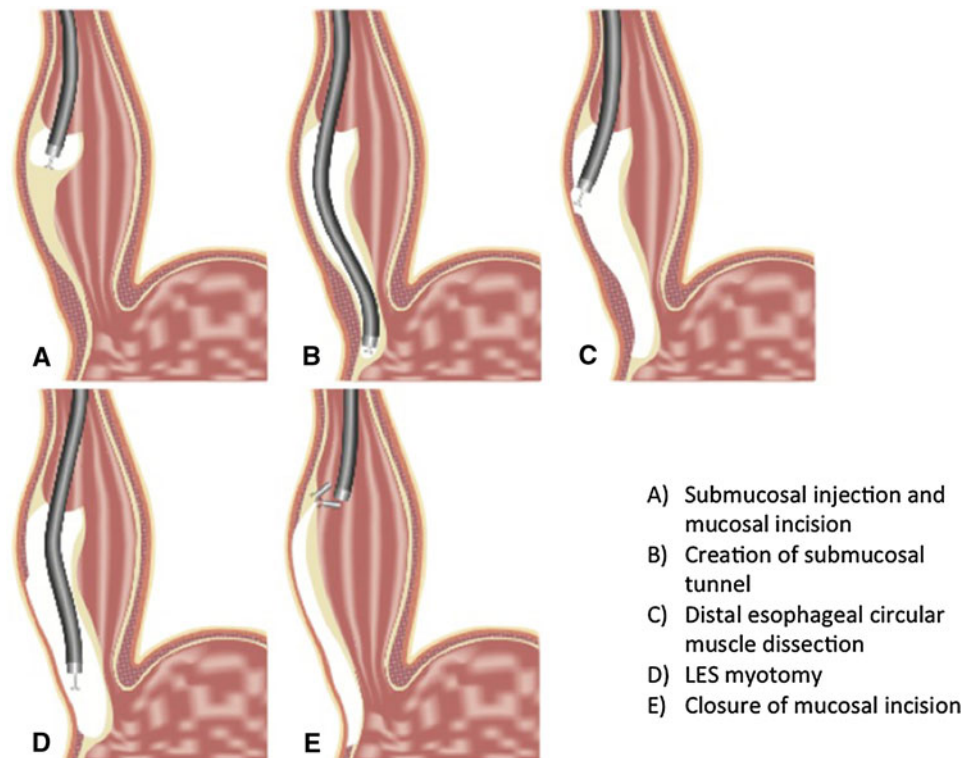 A
B
C
D
E
A) Submucosal injection and
mucosal incision
B) Creation of submucosal
tunnel
C) Distal esophageal circular
muscle dissection
D) LES myotomy
E) Closure of mucosal incision